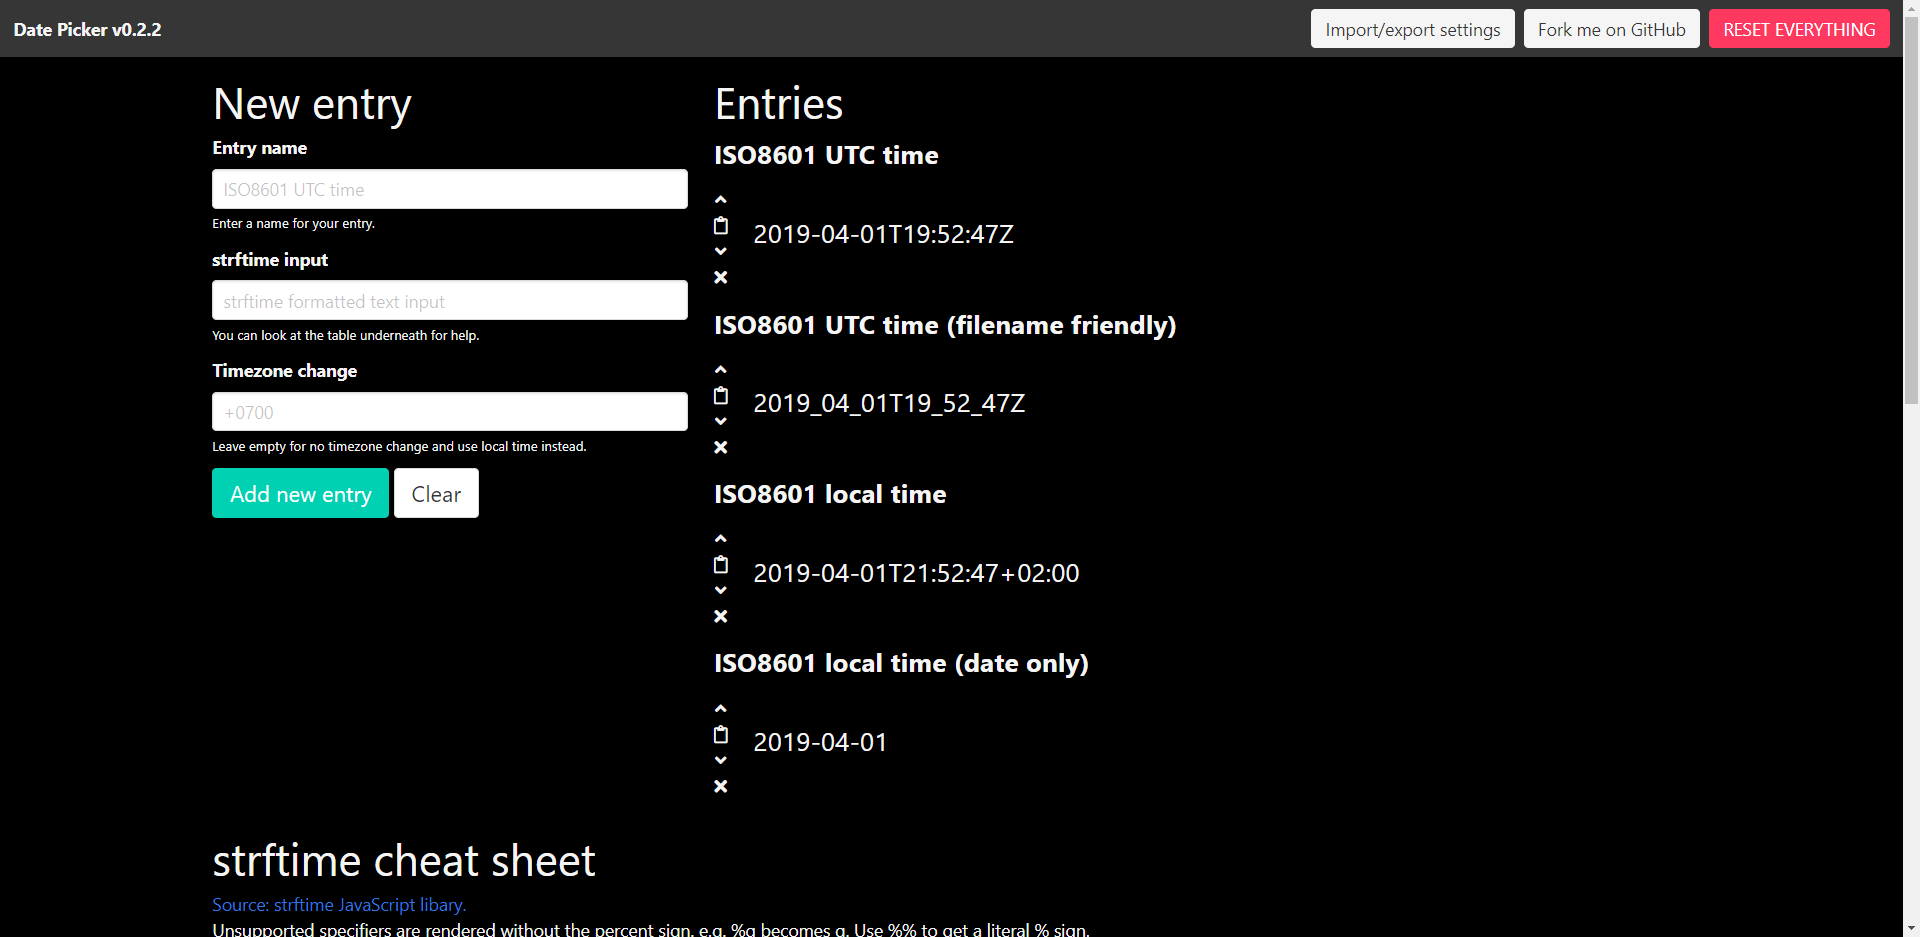 Date Picker v0.2.2
Import/export settings
Fork me on GitHub
RESET EVERYTHING
New entry
Entry name
ISO8601 UTC time
Enter a name for your entry.
strftime input
strftime formatted text input
You can look at the table underneath for help.
Timezone change
+0700
Leave empty for no timezone change and use local time instead.
Add new entry
Clear
Entries
ISO8601 UTC time
2019-04-01T19:52:47Z
ISO8601 UTC time (filename friendly)
2019_04_01T19_52_47Z
ISO8601 local time
2019-04-01T21:52:47+02:00
ISO8601 local time (date only)
2019-04-01
strftime cheat sheet
Source: strftime JavaScript libary.
Unsupported specifiers are rendered without the percent sign, e.g. %q becomes q. Use %% to get a literal % sign.